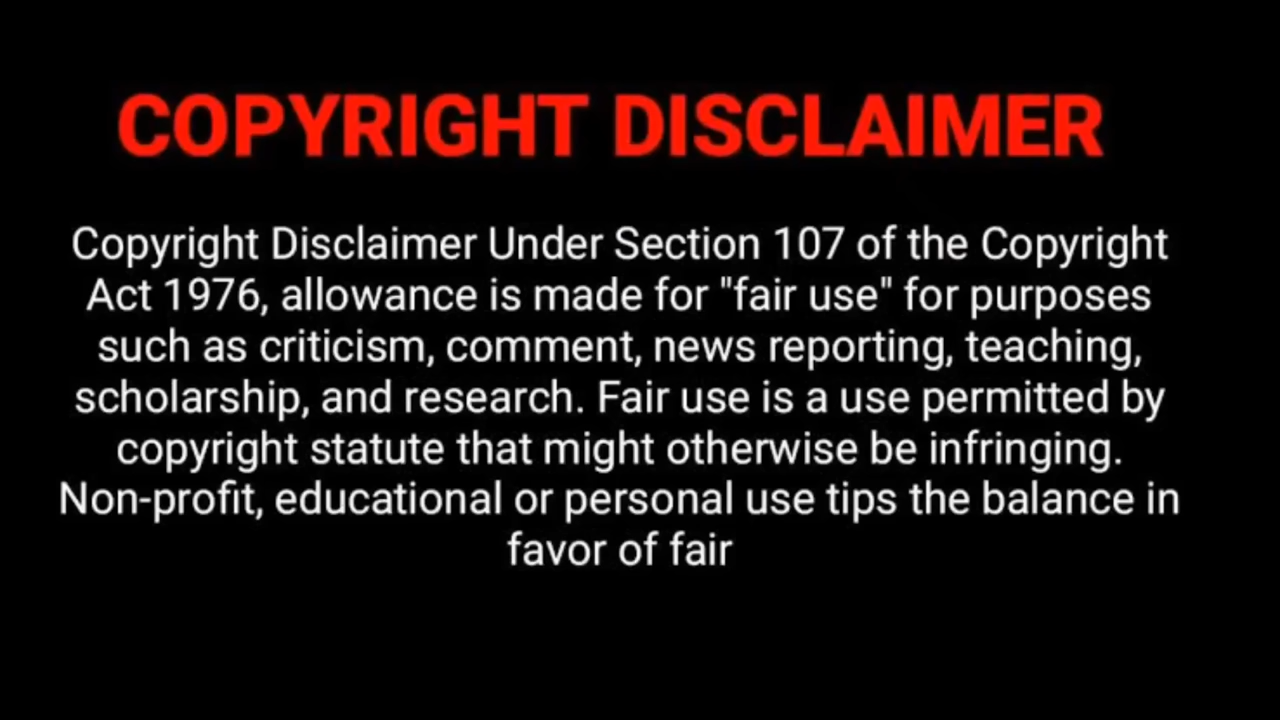 COPYRIGHT DISCLAIMER
Copyright Disclaimer Under Section 107 of the Copyright
Act 1976, allowance is made for "fair use" for purposes
such as criticism, comment, news reporting, teaching,
scholarship, and research. Fair use is a use permitted by
copyright statute that might otherwise be infringing.
Non-profit, educational or personal use tips the balance in
favor of fair